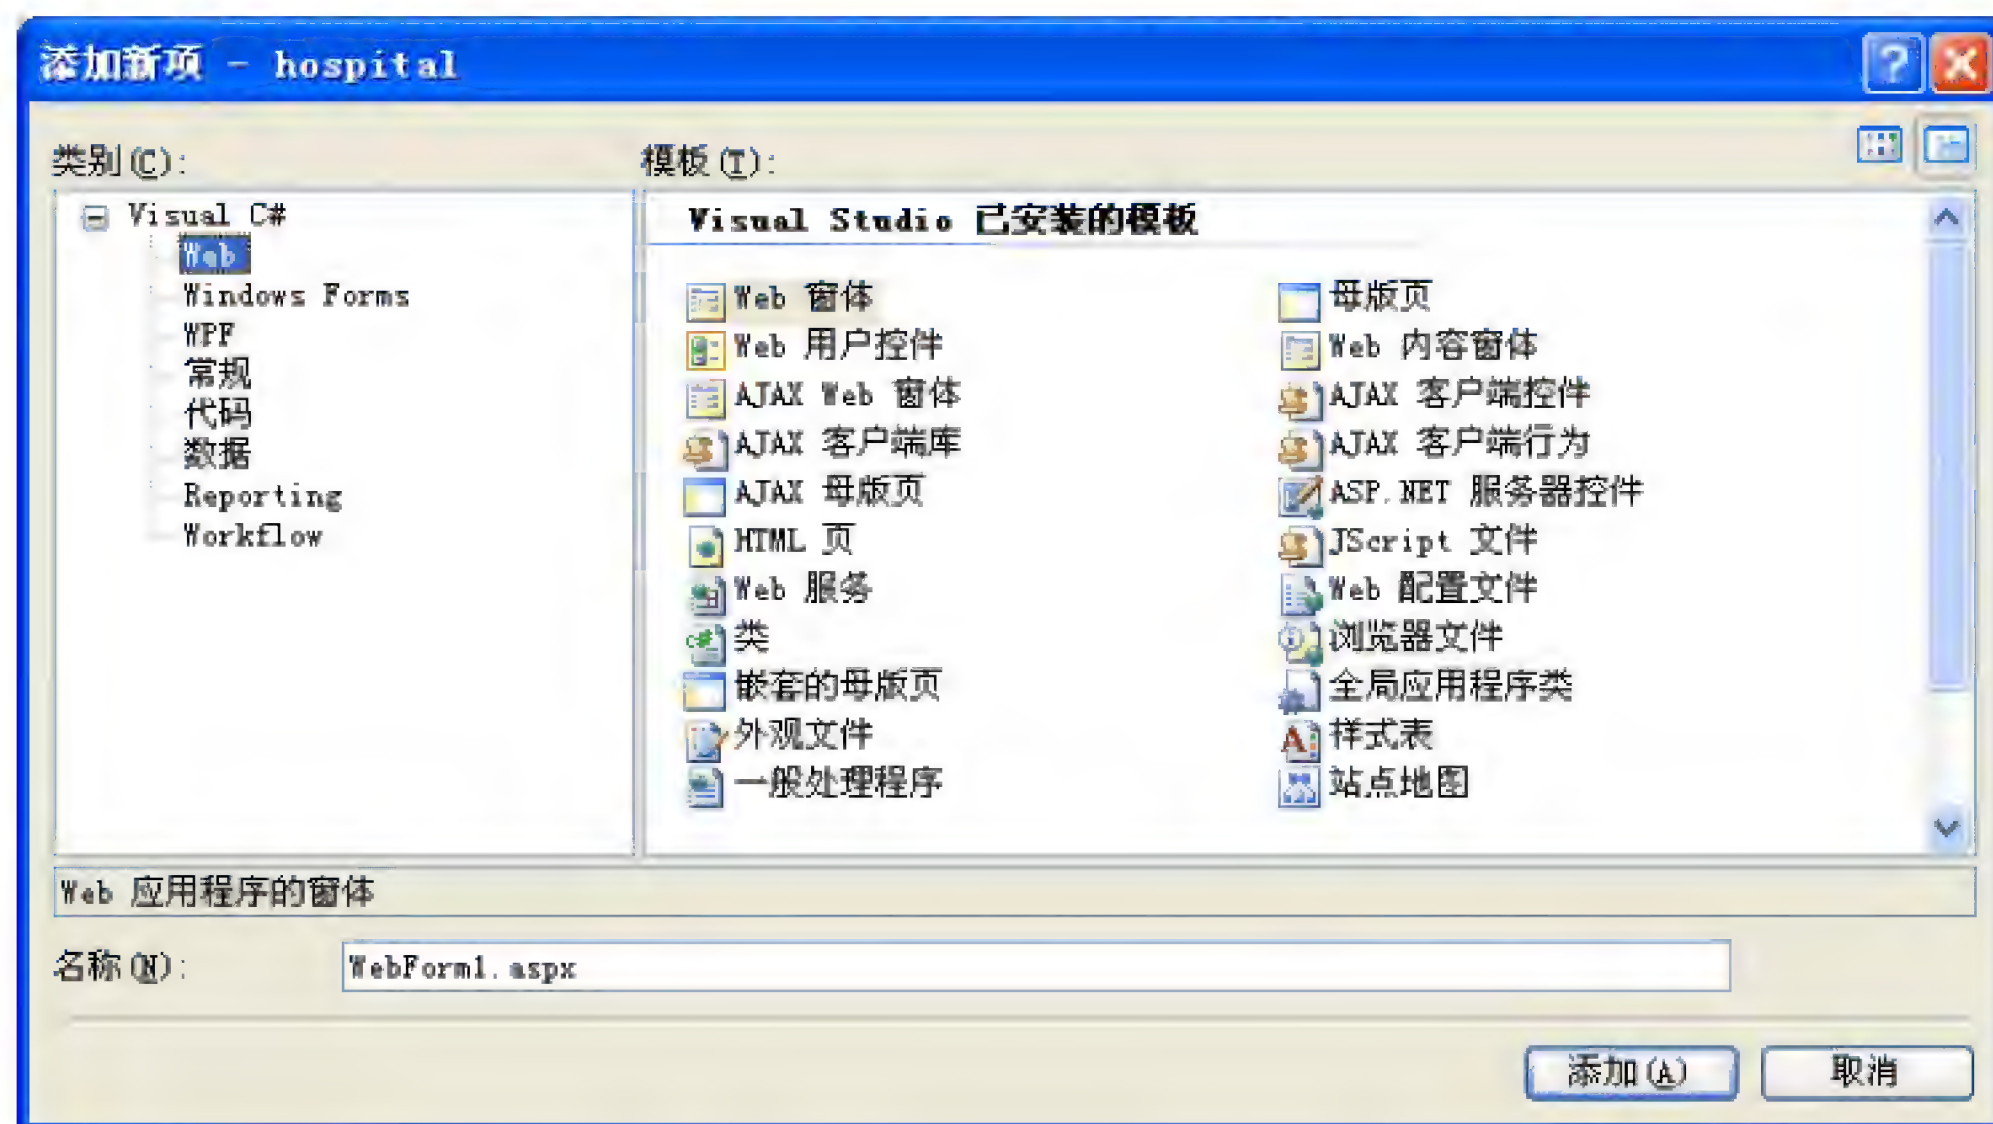 添加新项 - hospital
类别(C):
模板(T):
Visual C#
Web
Windows Forms
WPF
常规
代码
数据
Reporting
Workflow
Visual Studio 已安装的模板
Web 窗体
母版页
Web 用户控件
Web 内容窗体
AJAX Web 窗体
AJAX 客户端控件
AJAX 客户端库
AJAX 客户端行为
AJAX 母版页
ASP.NET 服务器控件
HTML 页
JScript 文件
Web 服务
Web 配置文件
类
浏览器文件
嵌套的母版页
全局应用程序类
外观文件
样式表
一般处理程序
站点地图
Web 应用程序的窗体
名称(N):
WebForm1.aspx
添加(A)
取消